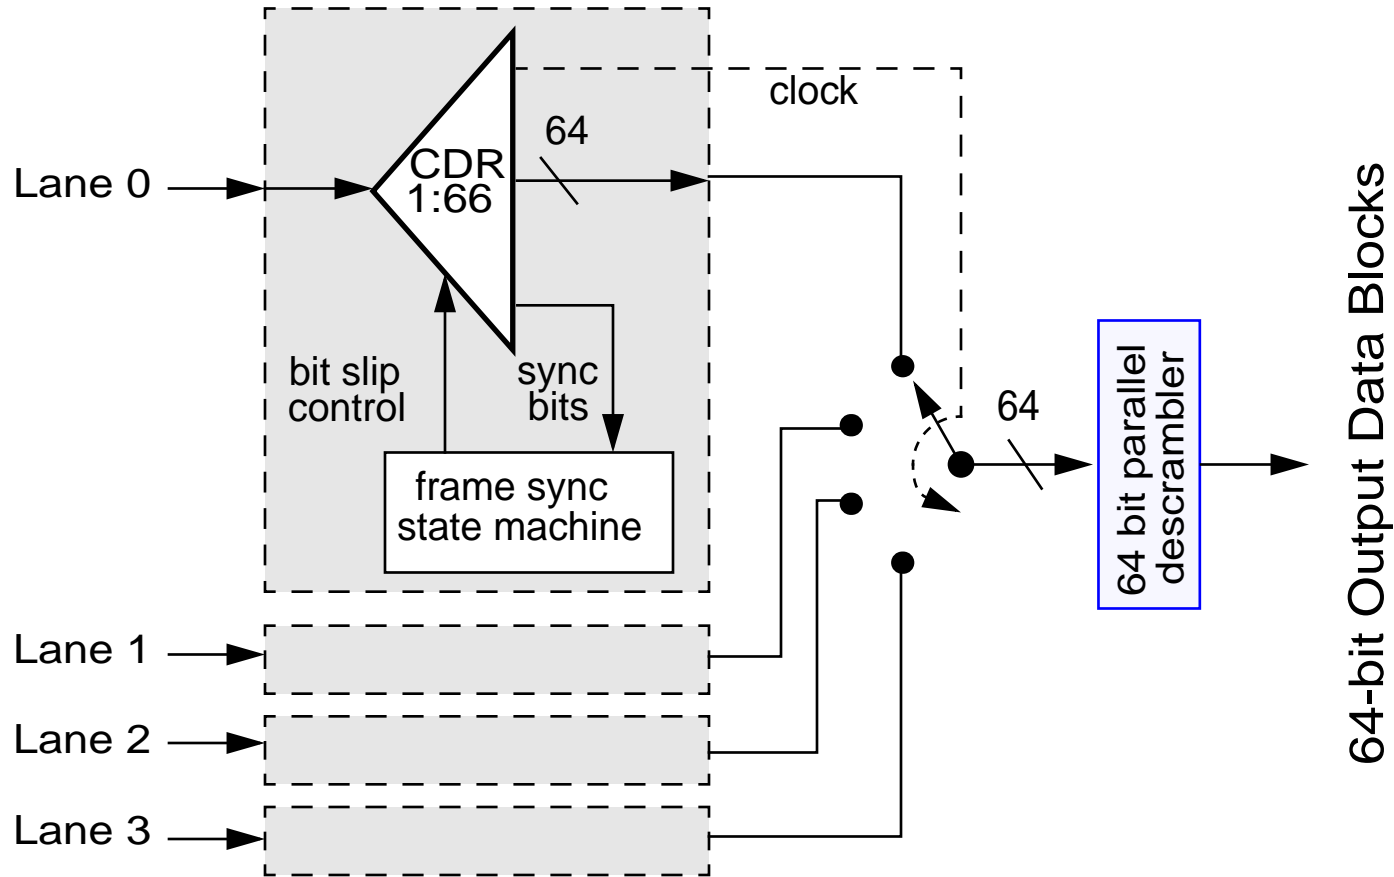 clock
64
Lane 0
CDR
1:66
bit slip
control
sync
bits
frame sync
state machine
64
64 bit parallel
descrambler
64-bit Output Data Blocks
Lane 1
Lane 2
Lane 3